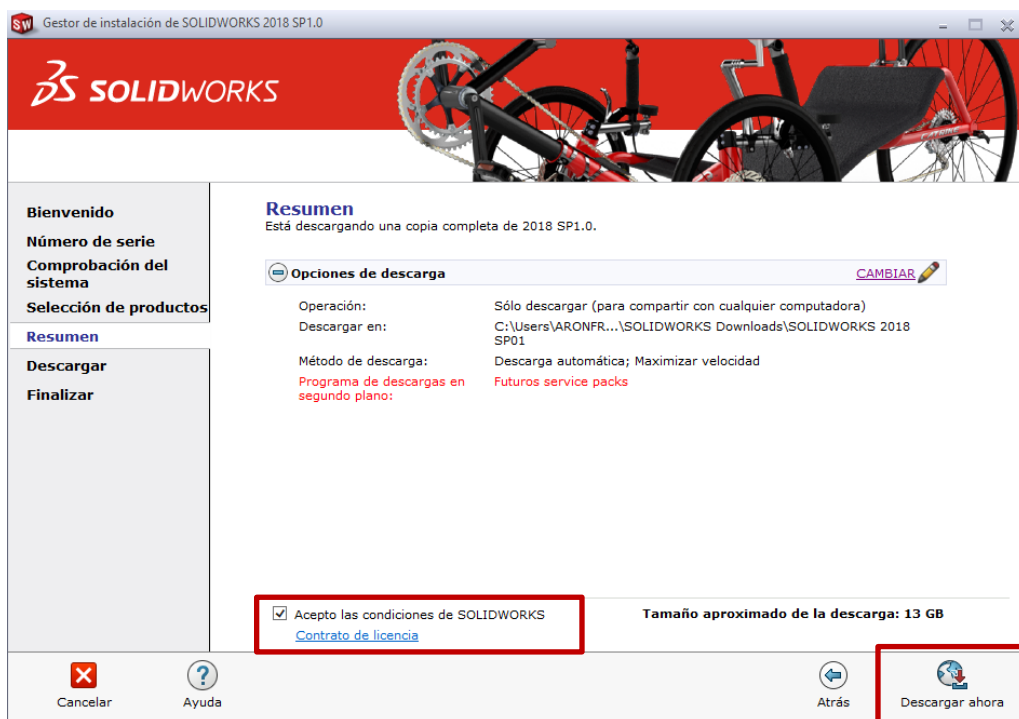 Gestor de instalación de SOLIDWORKS 2018 SP1.0
SOLIDWORKS
CATRIKE
Bienvenido
Número de serie
Comprobación del
sistema
Selección de productos
Resumen
Descargar
Finalizar
Resumen
Está descargando una copia completa de 2018 SP1.0.
Opciones de descarga
CAMBIAR
Operación: Sólo descargar (para compartir con cualquier computadora)
Descargar en: C:\Users\ARONFR...\SOLIDWORKS Downloads\SOLIDWORKS 2018
SP01
Método de descarga: Descarga automática; Maximizar velocidad
Programa de descargas en Futuros service packs
segundo plano:
Acepto las condiciones de SOLIDWORKS
Contrato de licencia
Tamaño aproximado de la descarga: 13 GB
Cancelar
Ayuda
Atrás
Descargar ahora